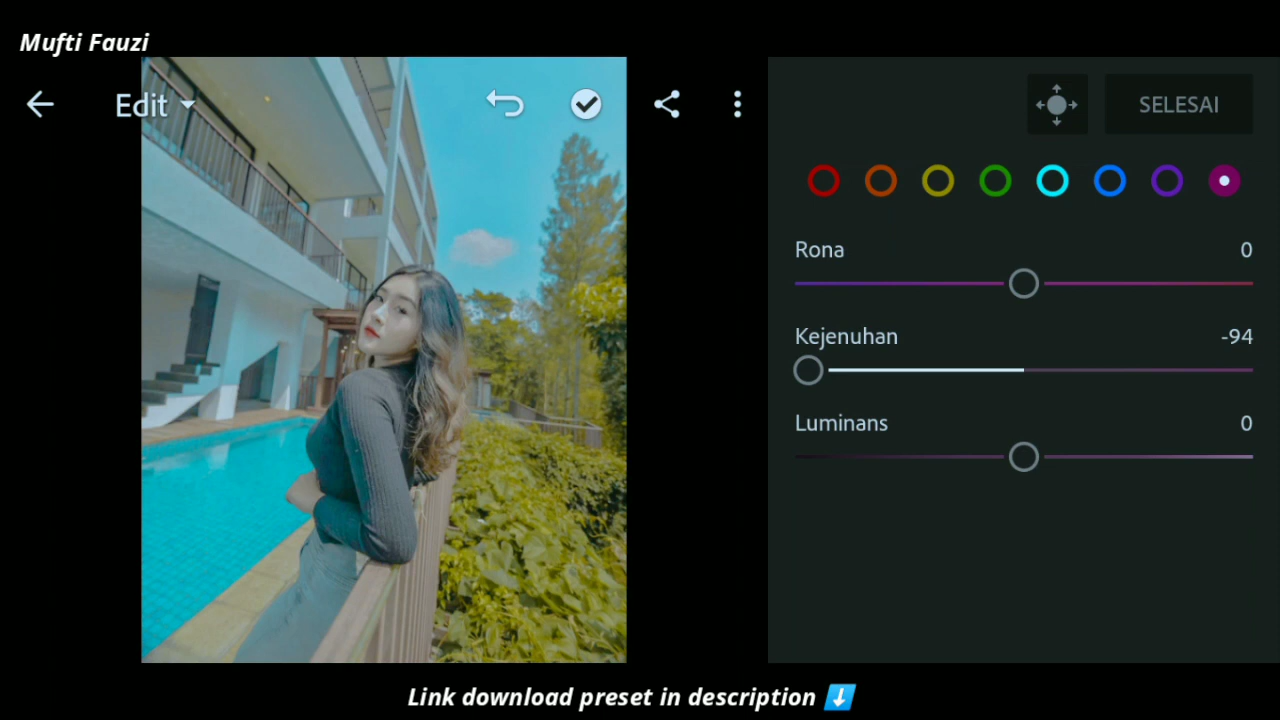 Mufti Fauzi
Edit
SELESAI
Rona 0
Kejenuhan -94
Luminans 0
Link download preset in description ⬇️